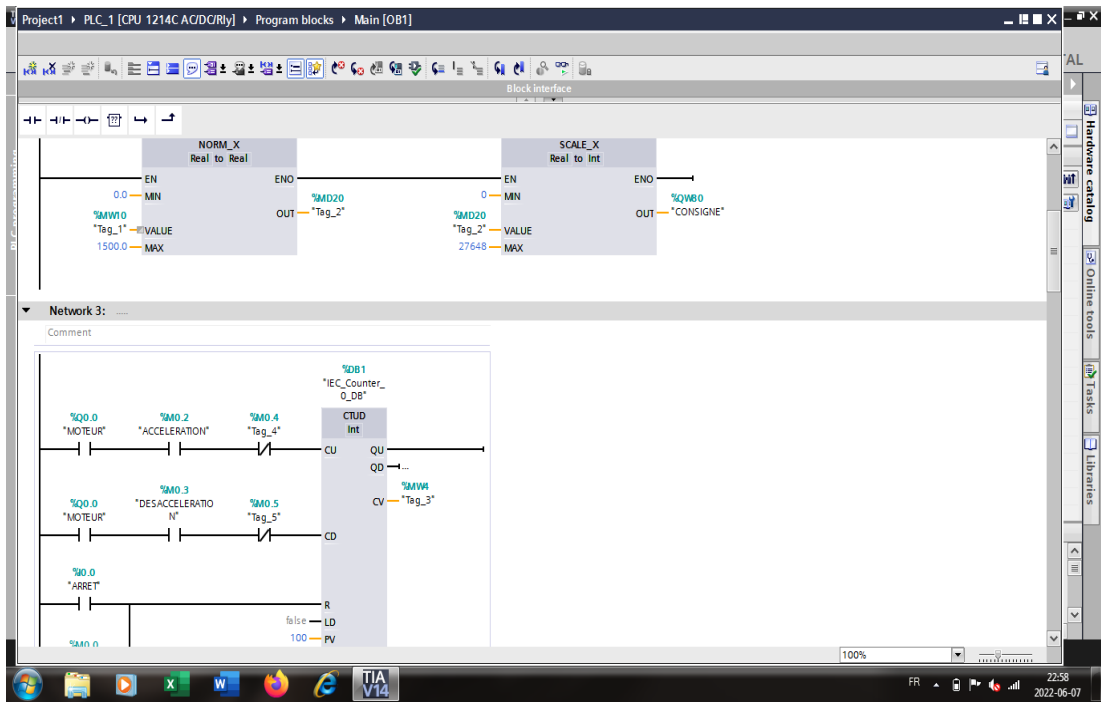 Project1 ▸ PLC_1 [CPU 1214C AC/DC/Rly] ▸ Program blocks ▸ Main [OB1]
Block interface
NORM_X
Real to Real
EN
ENO
0.0
MIN
%MW10
"Tag_1"
VALUE
1500.0
MAX
OUT
%MD20
"Tag_2"
SCALE_X
Real to Int
EN
ENO
0
MIN
%MD20
"Tag_2"
VALUE
27648
MAX
OUT
%QW80
"CONSIGNE"
Network 3: .....
Comment
%DB1
"IEC_Counter_
0_DB"
CTUD
Int
%Q0.0
"MOTEUR"
%M0.2
"ACCELERATION"
%M0.4
"Tag_4"
CU
QU
QD
...
%MW4
CV
"Tag_3"
%Q0.0
"MOTEUR"
%M0.3
"DESACCELERATIO
N"
%M0.5
"Tag_5"
CD
%I0.0
"ARRET"
R
false
LD
100
PV
%M0.0
100%
Hardware catalog
Online tools
Tasks
Libraries
TIA
V14
FR
22:58
2022-06-07